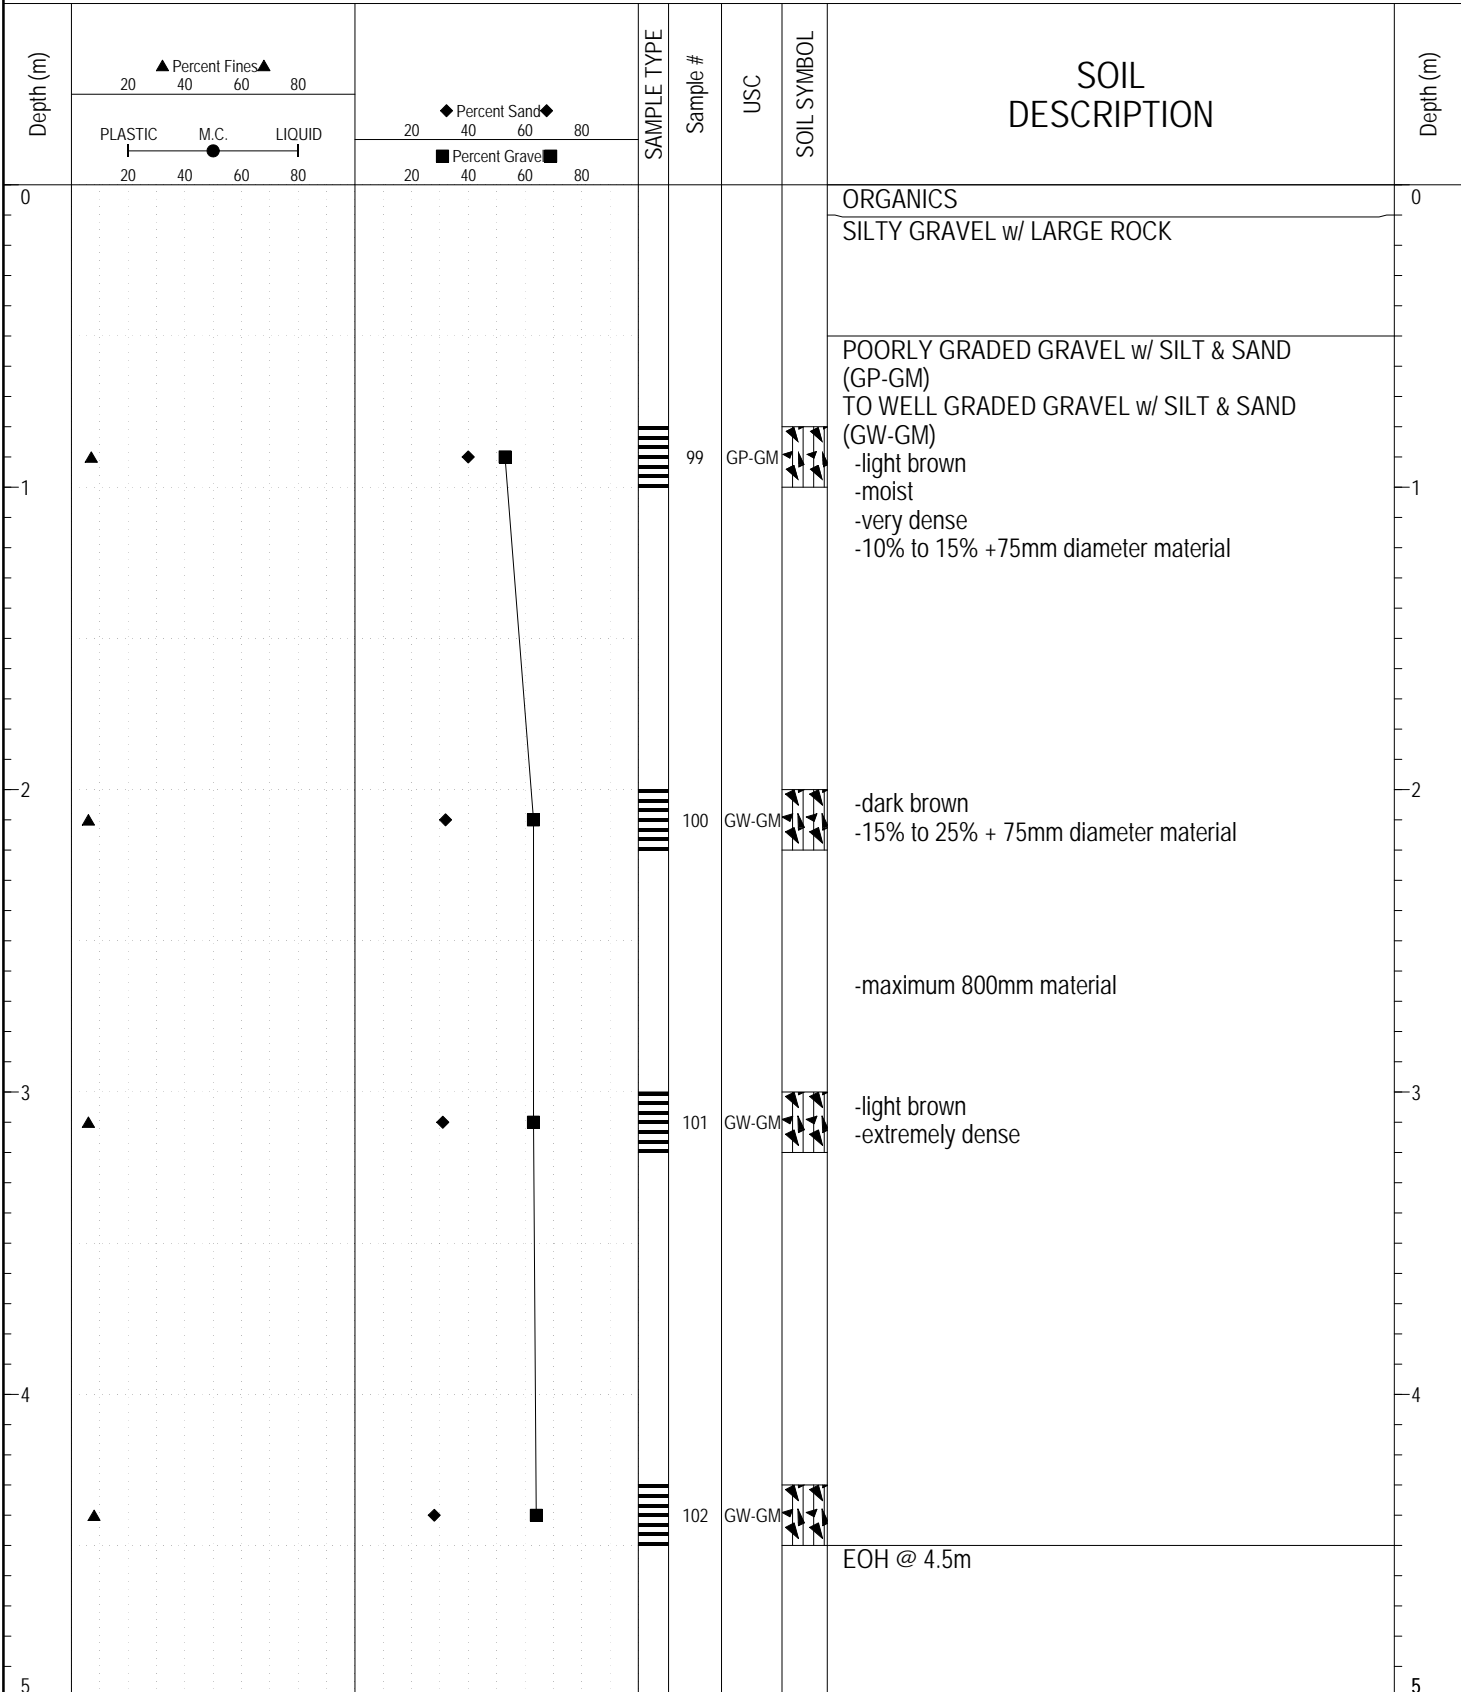 Depth (m)
Percent Fines
20 40 60 80
PLASTIC M.C. LIQUID
20 40 60 80
Percent Sand
20 40 60 80
Percent Gravel
20 40 60 80
SAMPLE TYPE
Sample #
USC
SOIL SYMBOL
SOIL
DESCRIPTION
Depth (m)
0 0
ORGANICS
SILTY GRAVEL w/ LARGE ROCK
POORLY GRADED GRAVEL w/ SILT & SAND
(GP-GM)
TO WELL GRADED GRAVEL w/ SILT & SAND
(GW-GM)
99 GP-GM
-light brown
1 -moist 1
-very dense
-10% to 15% +75mm diameter material
2 2
-dark brown
100 GW-GM
-15% to 25% + 75mm diameter material
-maximum 800mm material
3 3
-light brown
101 GW-GM
-extremely dense
4 4
102 GW-GM
EOH @ 4.5m
5 5